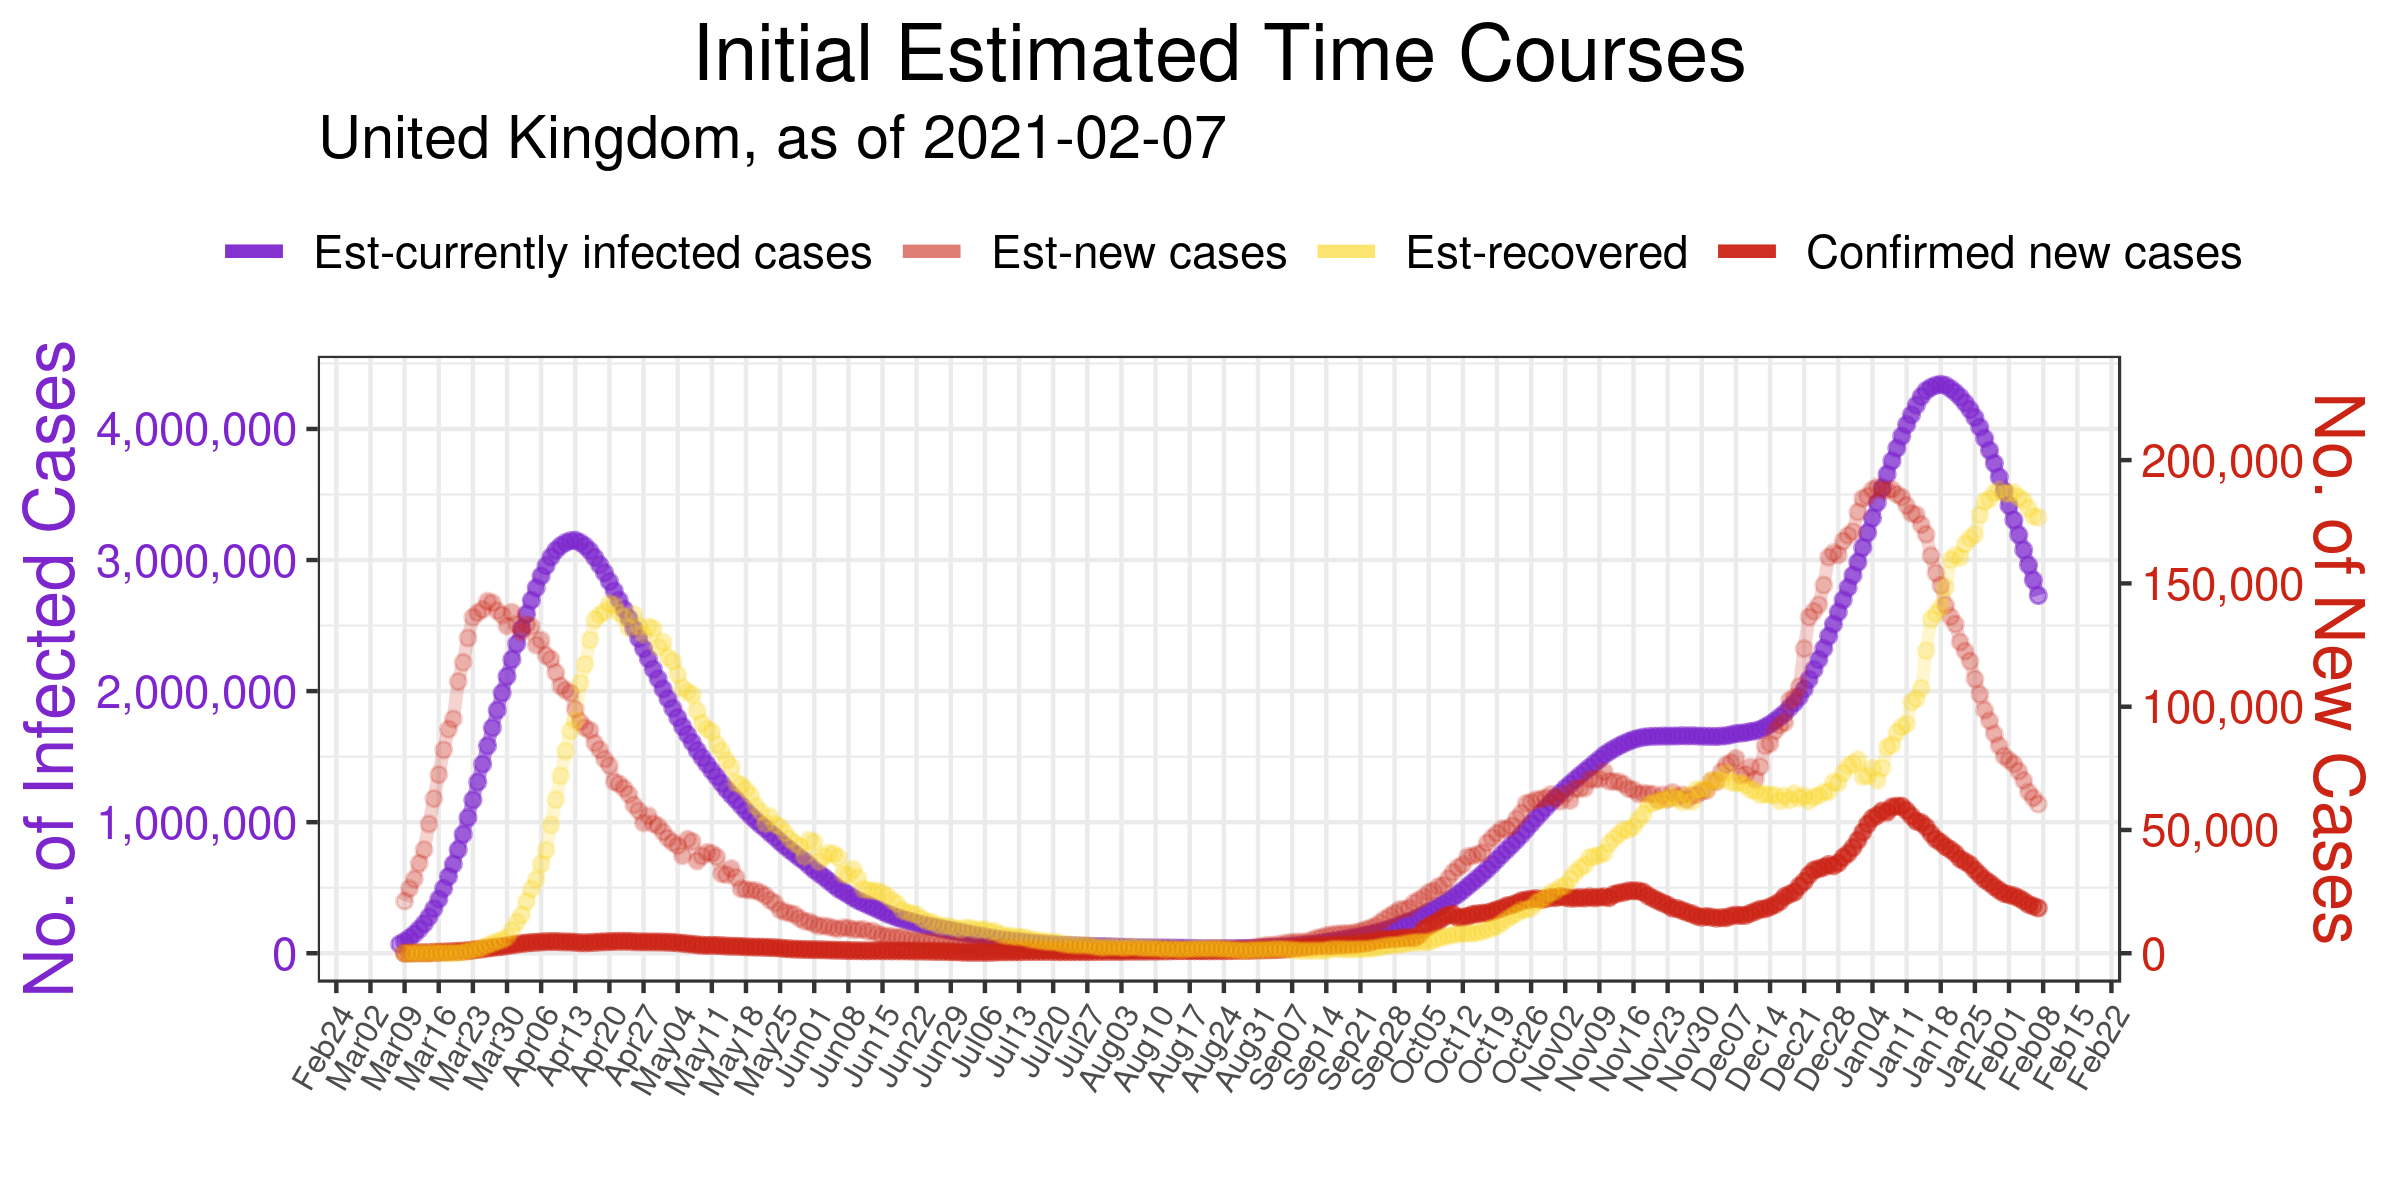 Initial Estimated Time Courses
United Kingdom, as of 2021-02-07
Est-currently infected cases Est-new cases Est-recovered Confirmed new cases
No. of Infected Cases
4,000,000
3,000,000
2,000,000
1,000,000
0
200,000
150,000
100,000
50,000
0
No. of New Cases
Feb24 Mar02 Mar09 Mar16 Mar23 Mar30 Apr06 Apr13 Apr20 Apr27 May04 May11 May18 May25 Jun01 Jun08 Jun15 Jun22 Jun29 Jul06 Jul13 Jul20 Jul27 Aug03 Aug10 Aug17 Aug24 Aug31 Sep07 Sep14 Sep21 Sep28 Oct05 Oct12 Oct19 Oct26 Nov02 Nov09 Nov16 Nov23 Nov30 Dec07 Dec14 Dec21 Dec28 Jan04 Jan11 Jan18 Jan25 Feb01 Feb08 Feb15 Feb22